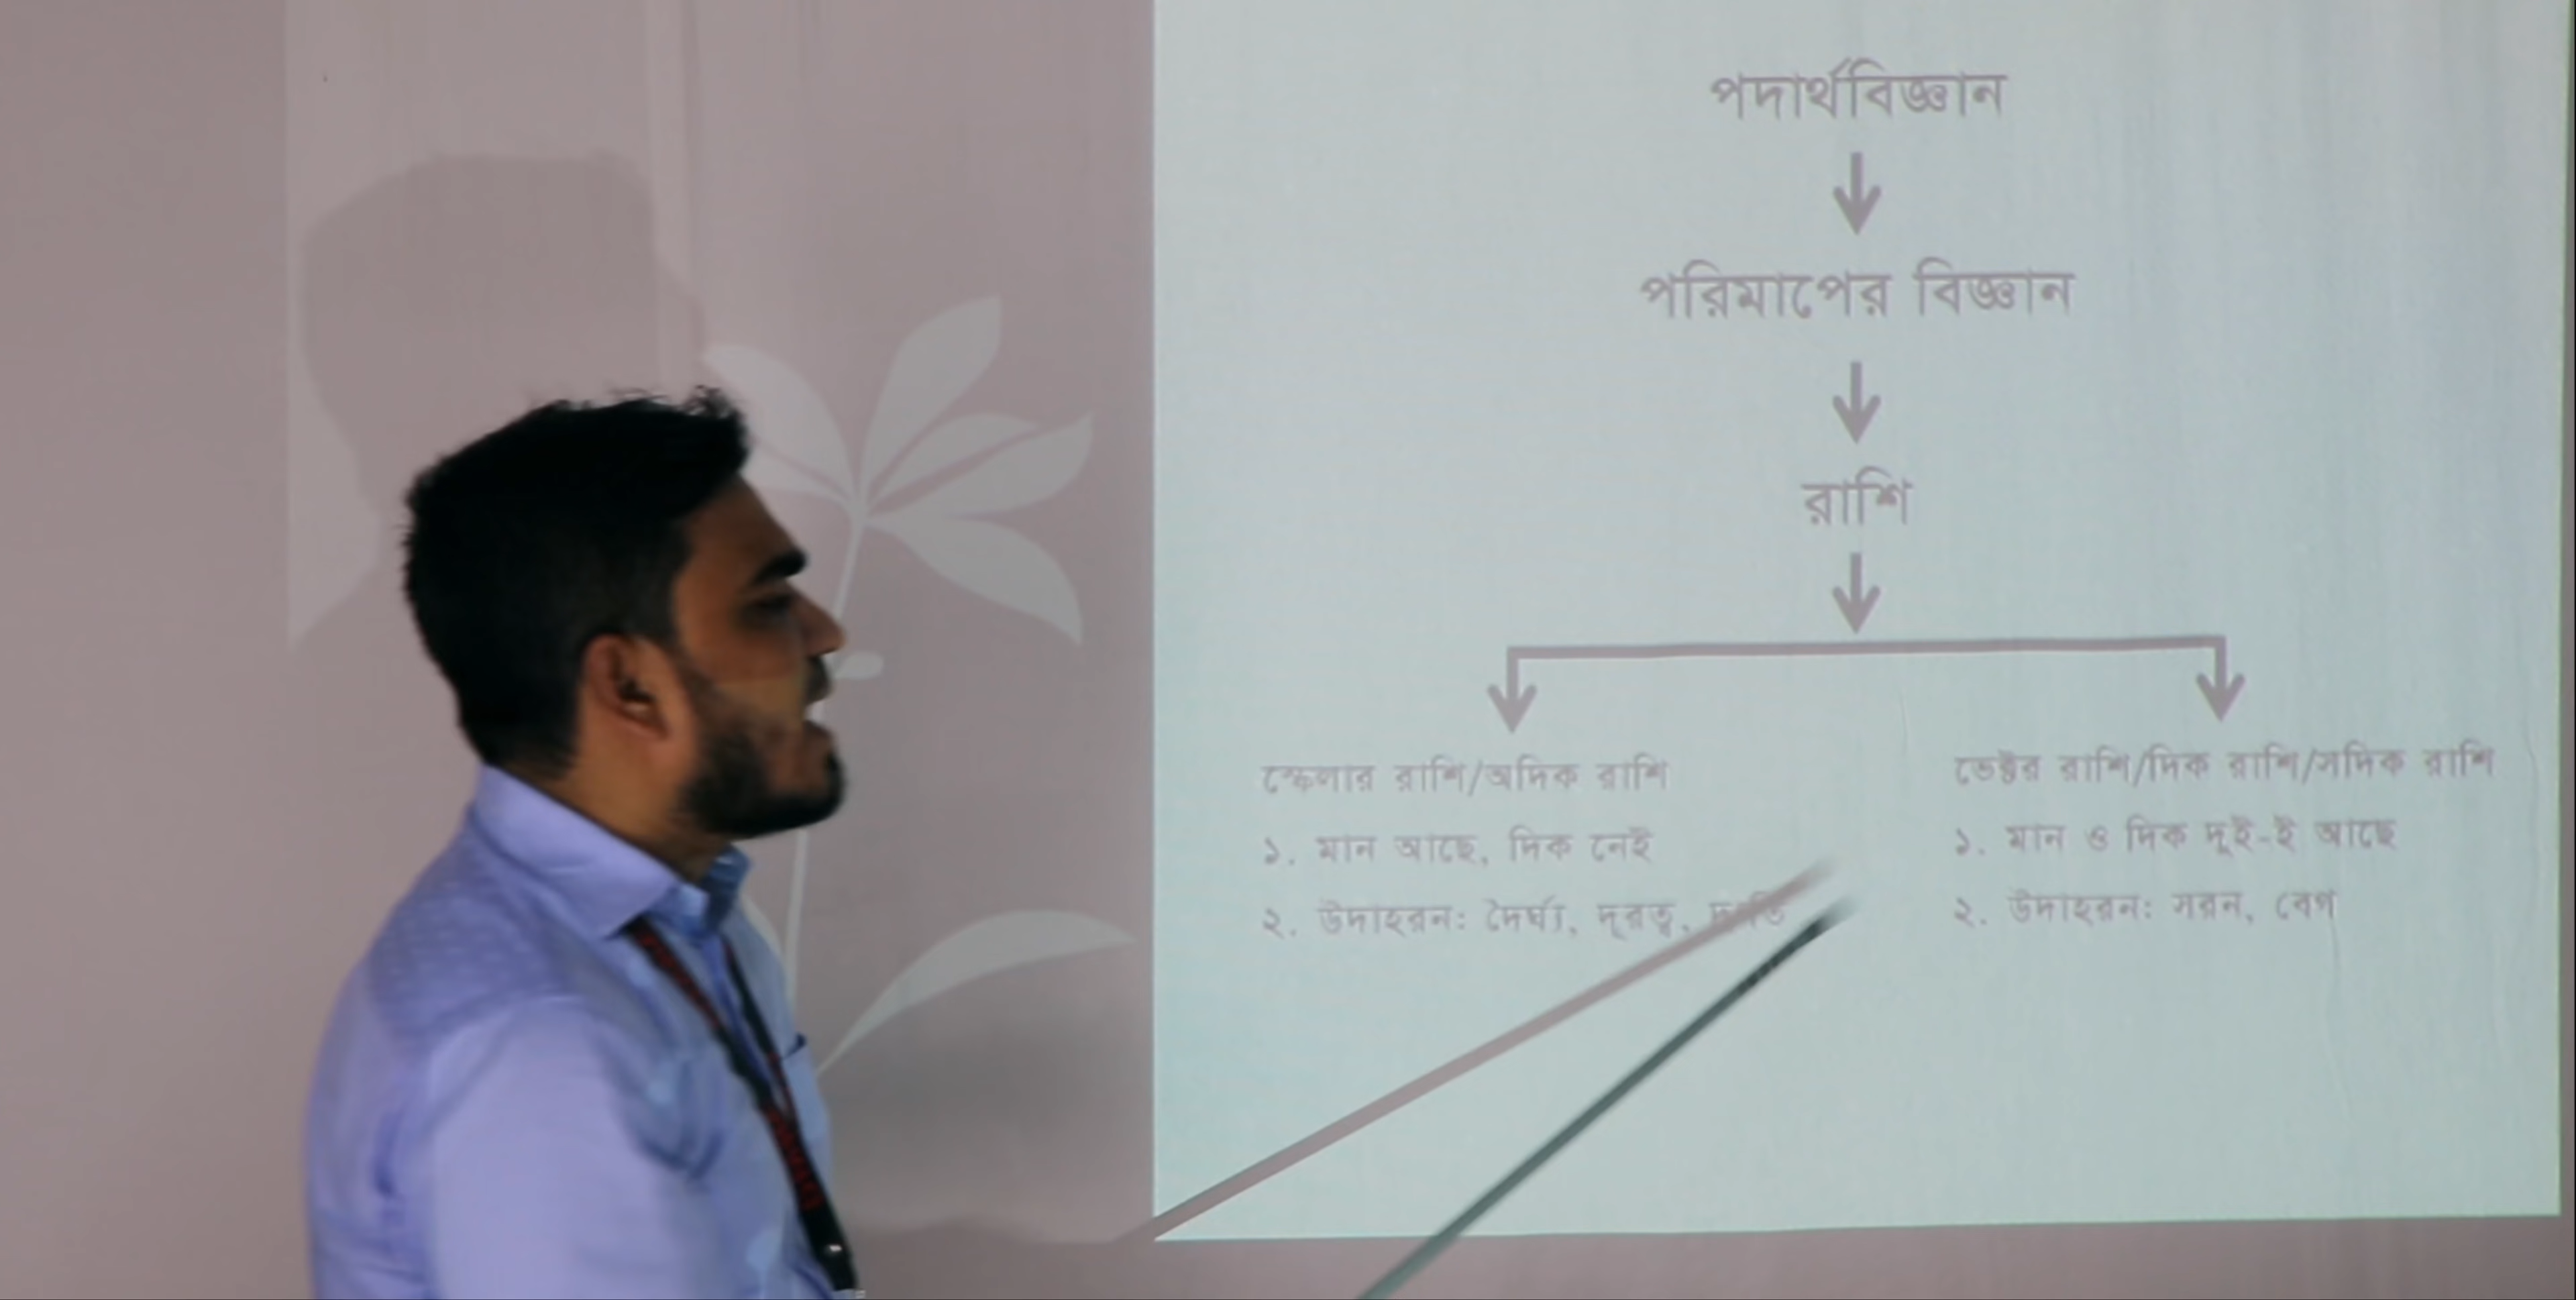 পদার্থবিজ্ঞান
পরিমাপের বিজ্ঞান
রাশি
স্কেলার রাশি/অদিক রাশি
১. মান আছে, দিক নেই
২. উদাহরন: দৈর্ঘ্য, দূরত্ব,
ভেক্টর রাশি/দিক রাশি/সদিক রাশি
১. মান ও দিক দুই-ই আছে
২. উদাহরন: সরন, বেগ